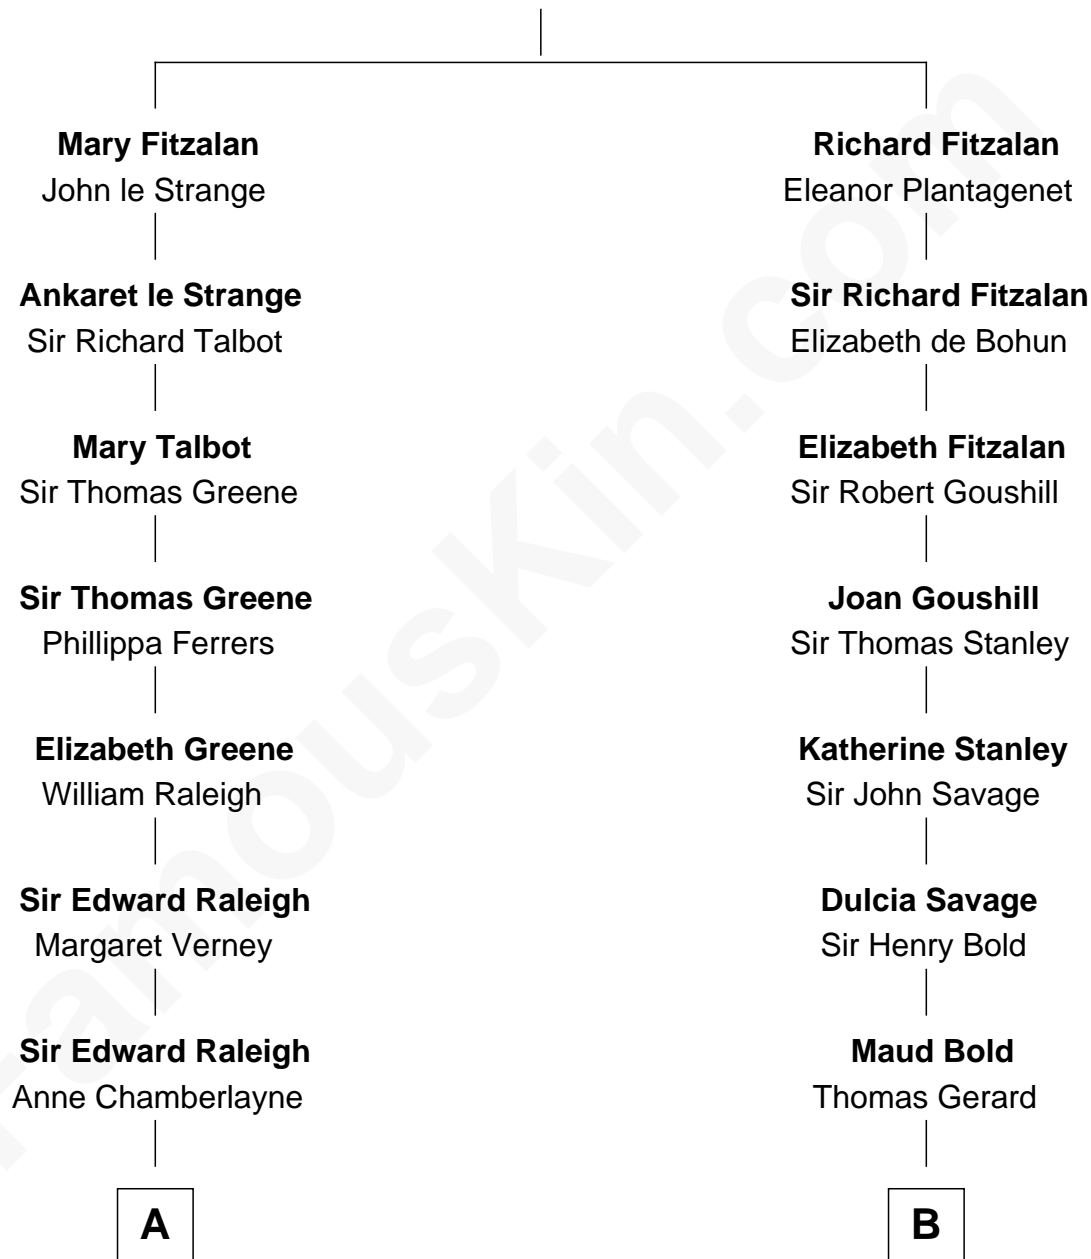 Mary Fitzalan
John le Strange
Richard Fitzalan
Eleanor Plantagenet
Ankaret le Strange
Sir Richard Talbot
Sir Richard Fitzalan
Elizabeth de Bohun
Mary Talbot
Sir Thomas Greene
Elizabeth Fitzalan
Sir Robert Goushill
Sir Thomas Greene
Phillippa Ferrers
Joan Goushill
Sir Thomas Stanley
Elizabeth Greene
William Raleigh
Katherine Stanley
Sir John Savage
Sir Edward Raleigh
Margaret Verney
Dulcia Savage
Sir Henry Bold
Sir Edward Raleigh
Anne Chamberlayne
Maud Bold
Thomas Gerard
A
B
FamousKin.com